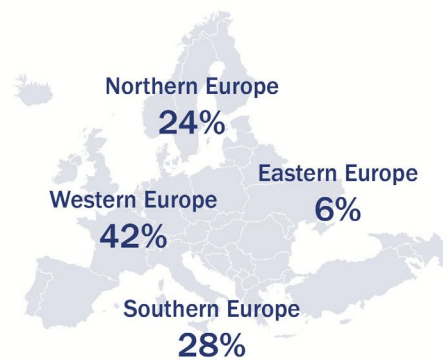 Northern Europe
24%
Eastern Europe
6%
Western Europe
42%
Southern Europe
28%